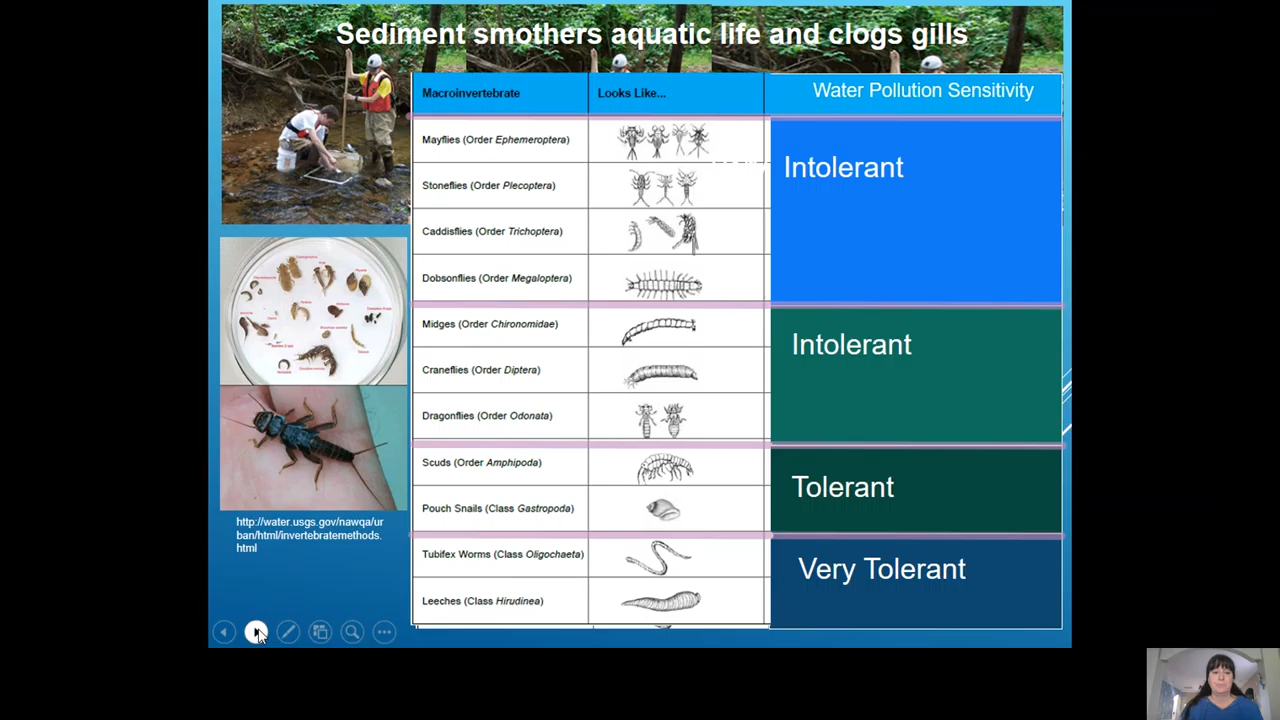 Sediment smothers aquatic life and clogs gills
Macroinvertebrate
Looks Like...
Water Pollution Sensitivity
Mayflies (Order Ephemeroptera)
Intolerant
Stoneflies (Order Plecoptera)
Caddisflies (Order Trichoptera)
Dobsonflies (Order Megaloptera)
Midges (Order Chironomidae)
Intolerant
Craneflies (Order Diptera)
Dragonflies (Order Odonata)
Scuds (Order Amphipoda)
Tolerant
Pouch Snails (Class Gastropoda)
Tubifex Worms (Class Oligochaeta)
Very Tolerant
Leeches (Class Hirudinea)
http://water.usgs.gov/nawqa/ur
ban/html/invertebratemethods.
html